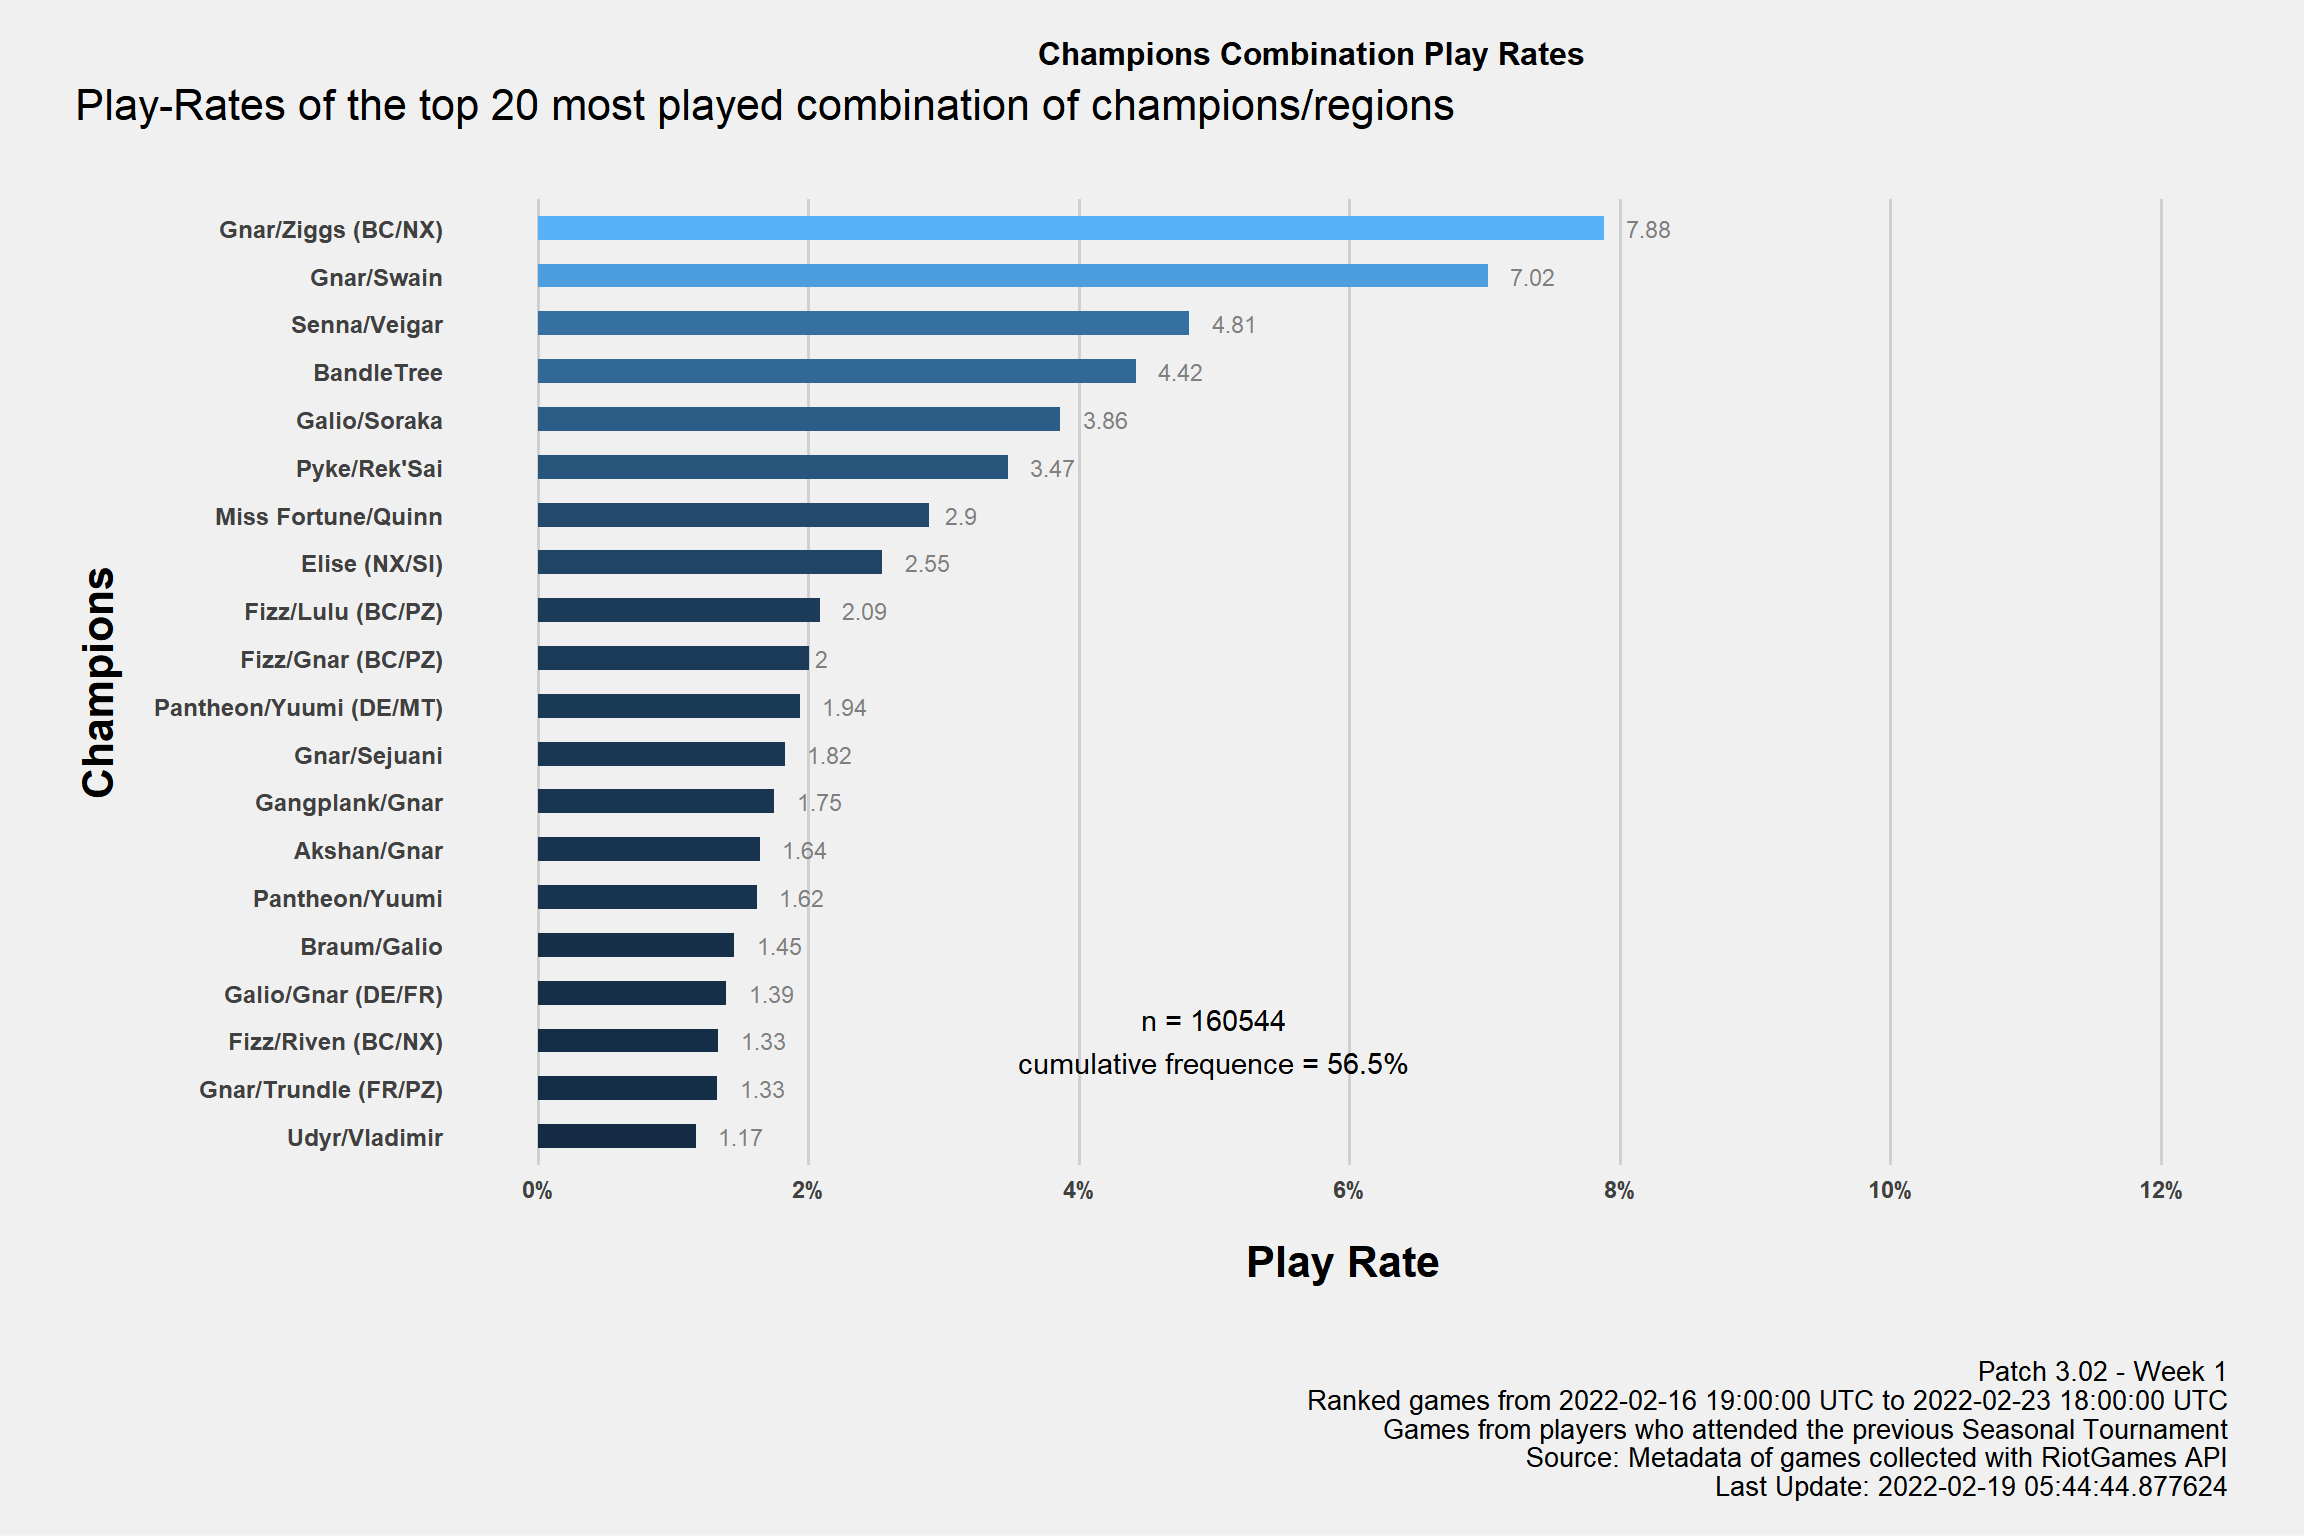 Champions Combination Play Rates
Play-Rates of the top 20 most played combination of champions/regions
Champions
Gnar/Ziggs (BC/NX) 7.88
Gnar/Swain 7.02
Senna/Veigar 4.81
BandleTree 4.42
Galio/Soraka 3.86
Pyke/Rek'Sai 3.47
Miss Fortune/Quinn 2.9
Elise (NX/SI) 2.55
Fizz/Lulu (BC/PZ) 2.09
Fizz/Gnar (BC/PZ) 2
Pantheon/Yuumi (DE/MT) 1.94
Gnar/Sejuani 1.82
Gangplank/Gnar 1.75
Akshan/Gnar 1.64
Pantheon/Yuumi 1.62
Braum/Galio 1.45
Galio/Gnar (DE/FR) 1.39
n = 160544
Fizz/Riven (BC/NX) 1.33
cumulative frequence = 56.5%
Gnar/Trundle (FR/PZ) 1.33
Udyr/Vladimir 1.17
0% 2% 4% 6% 8% 10% 12%
Play Rate
Patch 3.02 - Week 1
Ranked games from 2022-02-16 19:00:00 UTC to 2022-02-23 18:00:00 UTC
Games from players who attended the previous Seasonal Tournament
Source: Metadata of games collected with RiotGames API
Last Update: 2022-02-19 05:44:44.877624